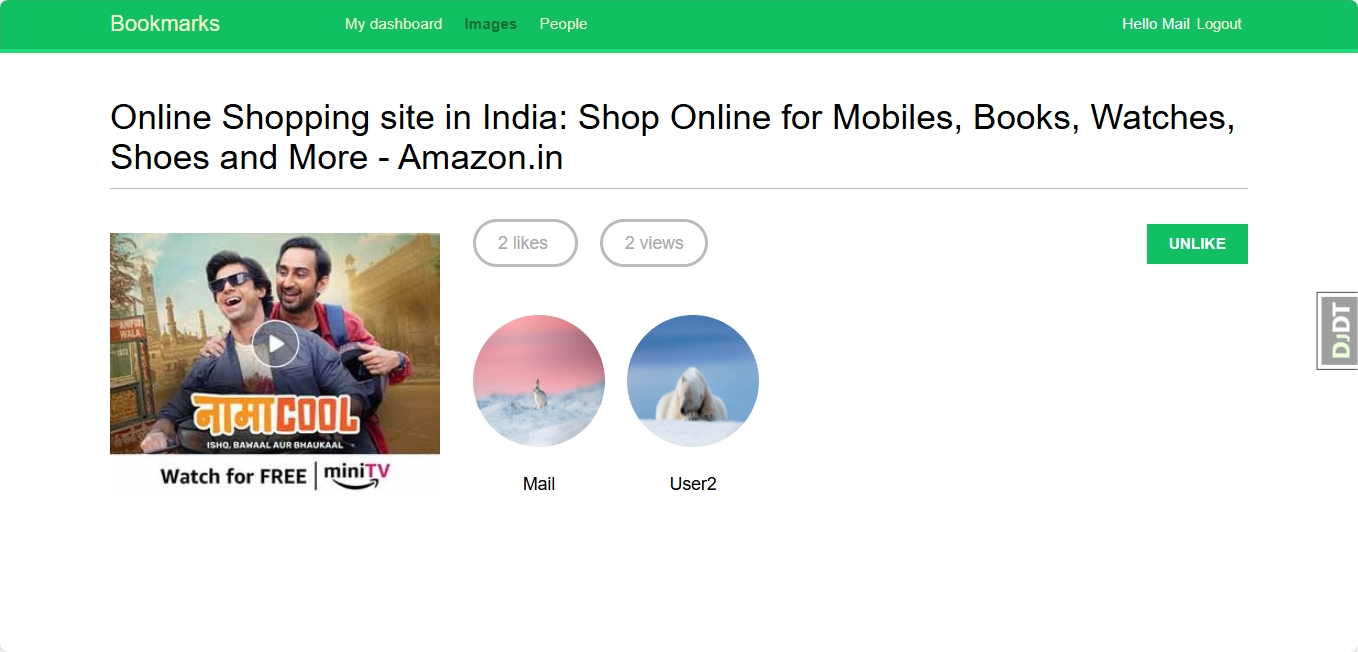 Bookmarks My dashboard Images People Hello Mail Logout
Online Shopping site in India: Shop Online for Mobiles, Books, Watches,
Shoes and More - Amazon.in
2 likes 2 views UNLIKE
WALA
नामाCOOL
ISHQ, BAWAAL AUR BHAUKAAL
Watch for FREE | miniTV
Mail User2
DJDT